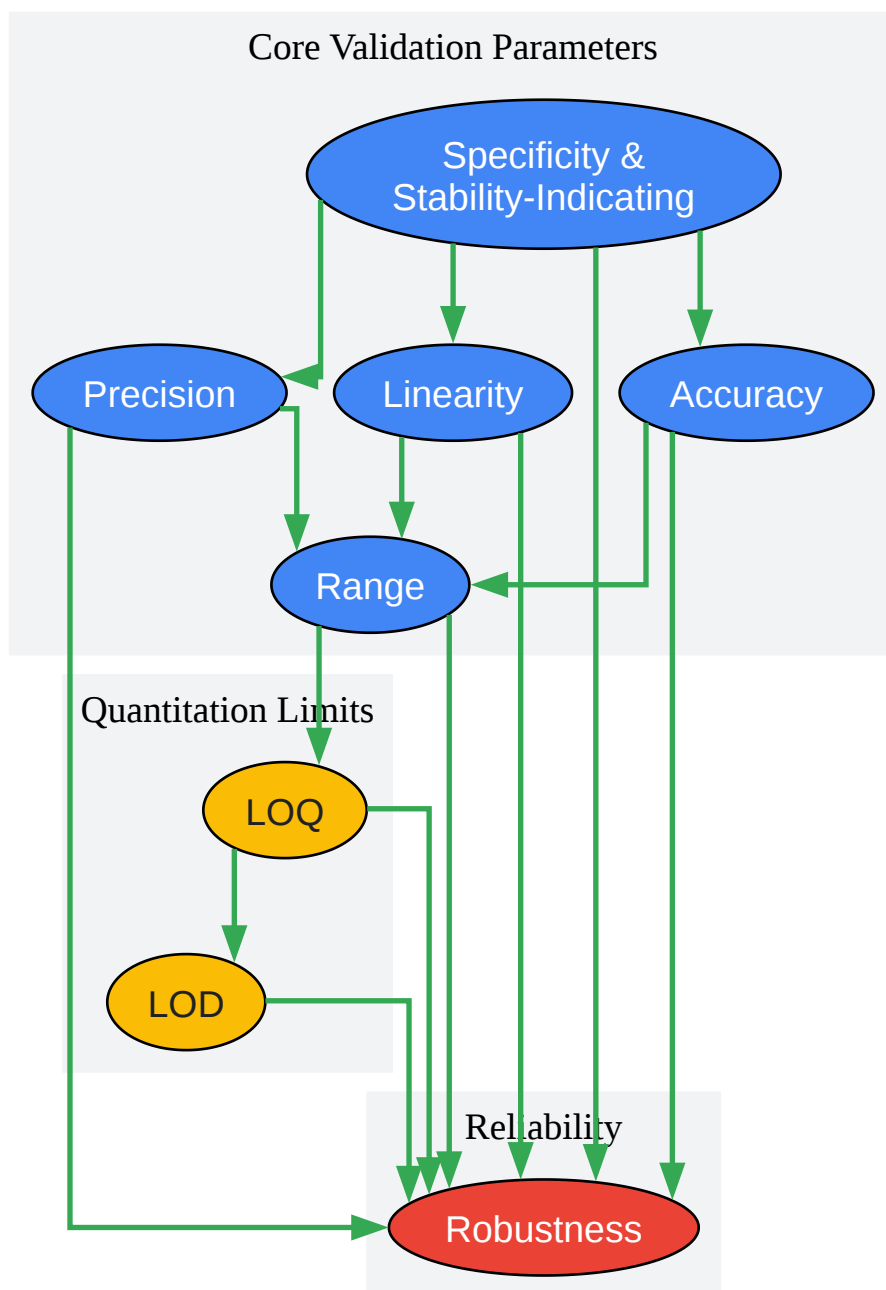 Core Validation Parameters
Specificity &
Stability-Indicating
Precision
Linearity
Accuracy
Range
Quantitation Limits
LOQ
LOD
Reliability
Robustness